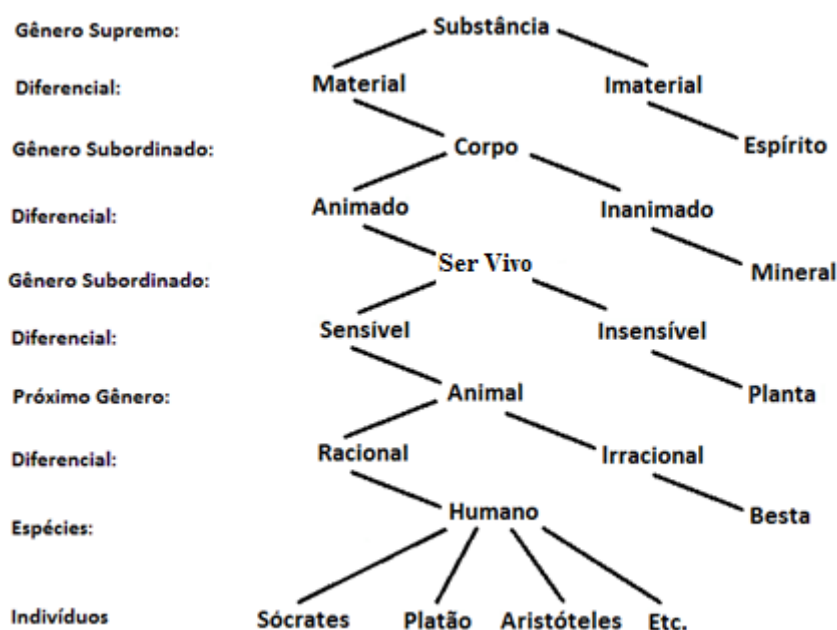 Gênero Supremo: Substância
Diferencial: Material Imaterial
Gênero Subordinado: Corpo Espírito
Diferencial: Animado Inanimado
Gênero Subordinado: Ser Vivo Mineral
Diferencial: Sensivel Insensível
Próximo Gênero: Animal Planta
Diferencial: Racional Irracional
Espécies: Humano Besta
Indivíduos Sócrates Platão Aristóteles Etc.